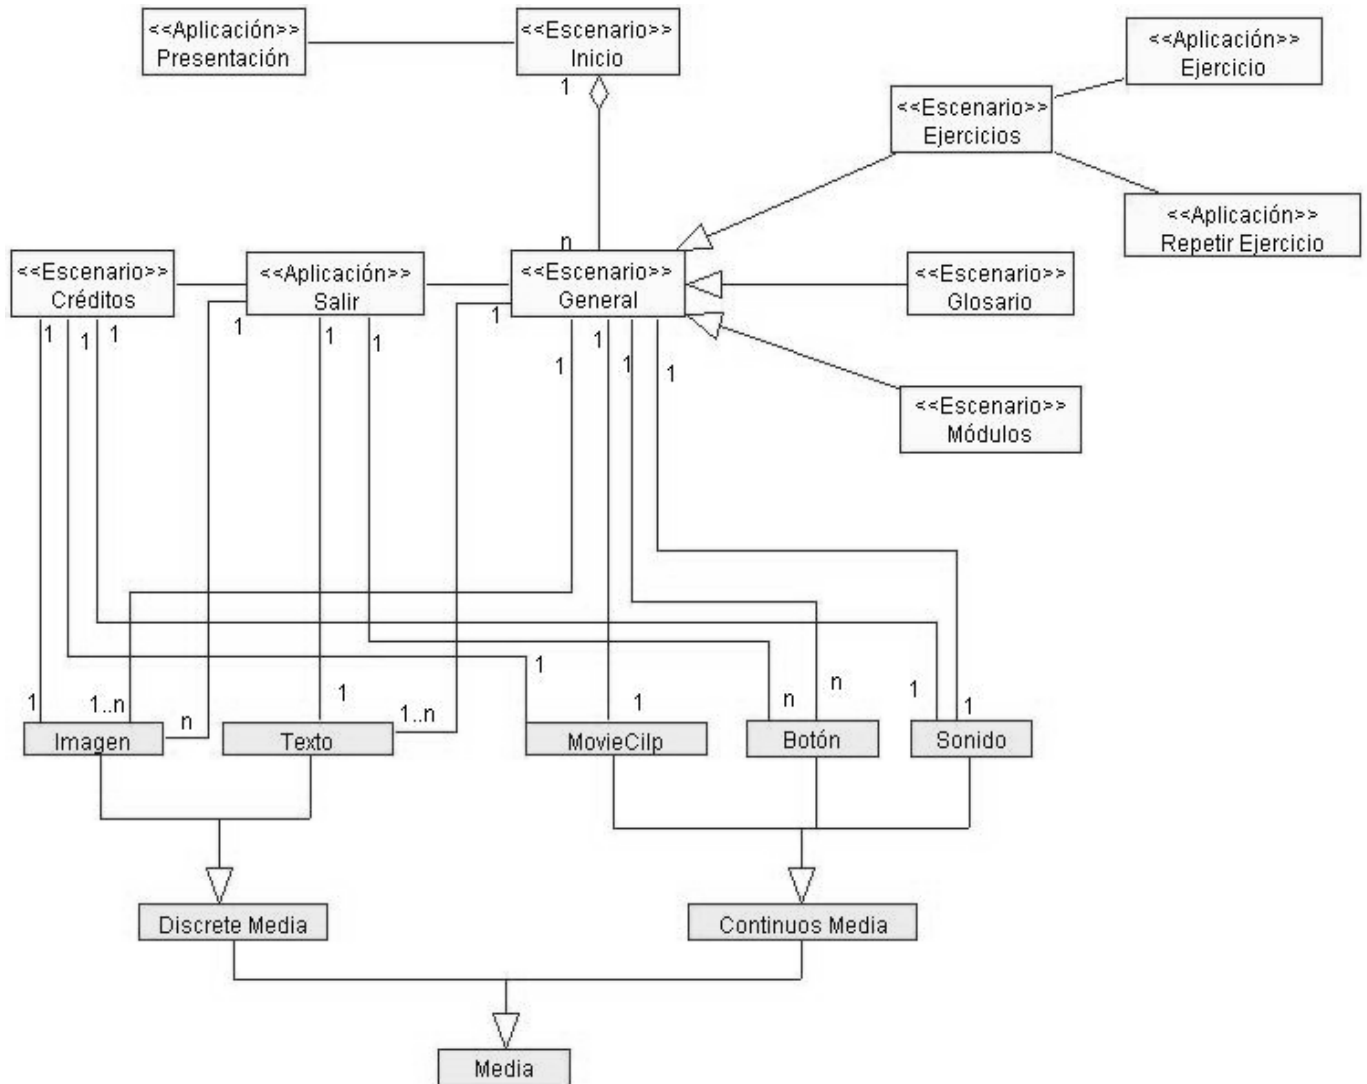 <<Aplicación>>
Presentación
<<Escenario>>
Inicio
1
<<Aplicación>>
Ejercicio
<<Escenario>>
Ejercicios
<<Aplicación>>
Repetir Ejercicio
n
<<Escenario>>
Créditos
<<Aplicación>>
Salir
<<Escenario>>
General
<<Escenario>>
Glosario
1
1
1
1
1
1
1
1
1
1
1
<<Escenario>>
Módulos
1
1..n
n
1
1..n
1
1
n
n
1
1
Imagen
Texto
MovieCilp
Botón
Sonido
Discrete Media
Continuos Media
Media